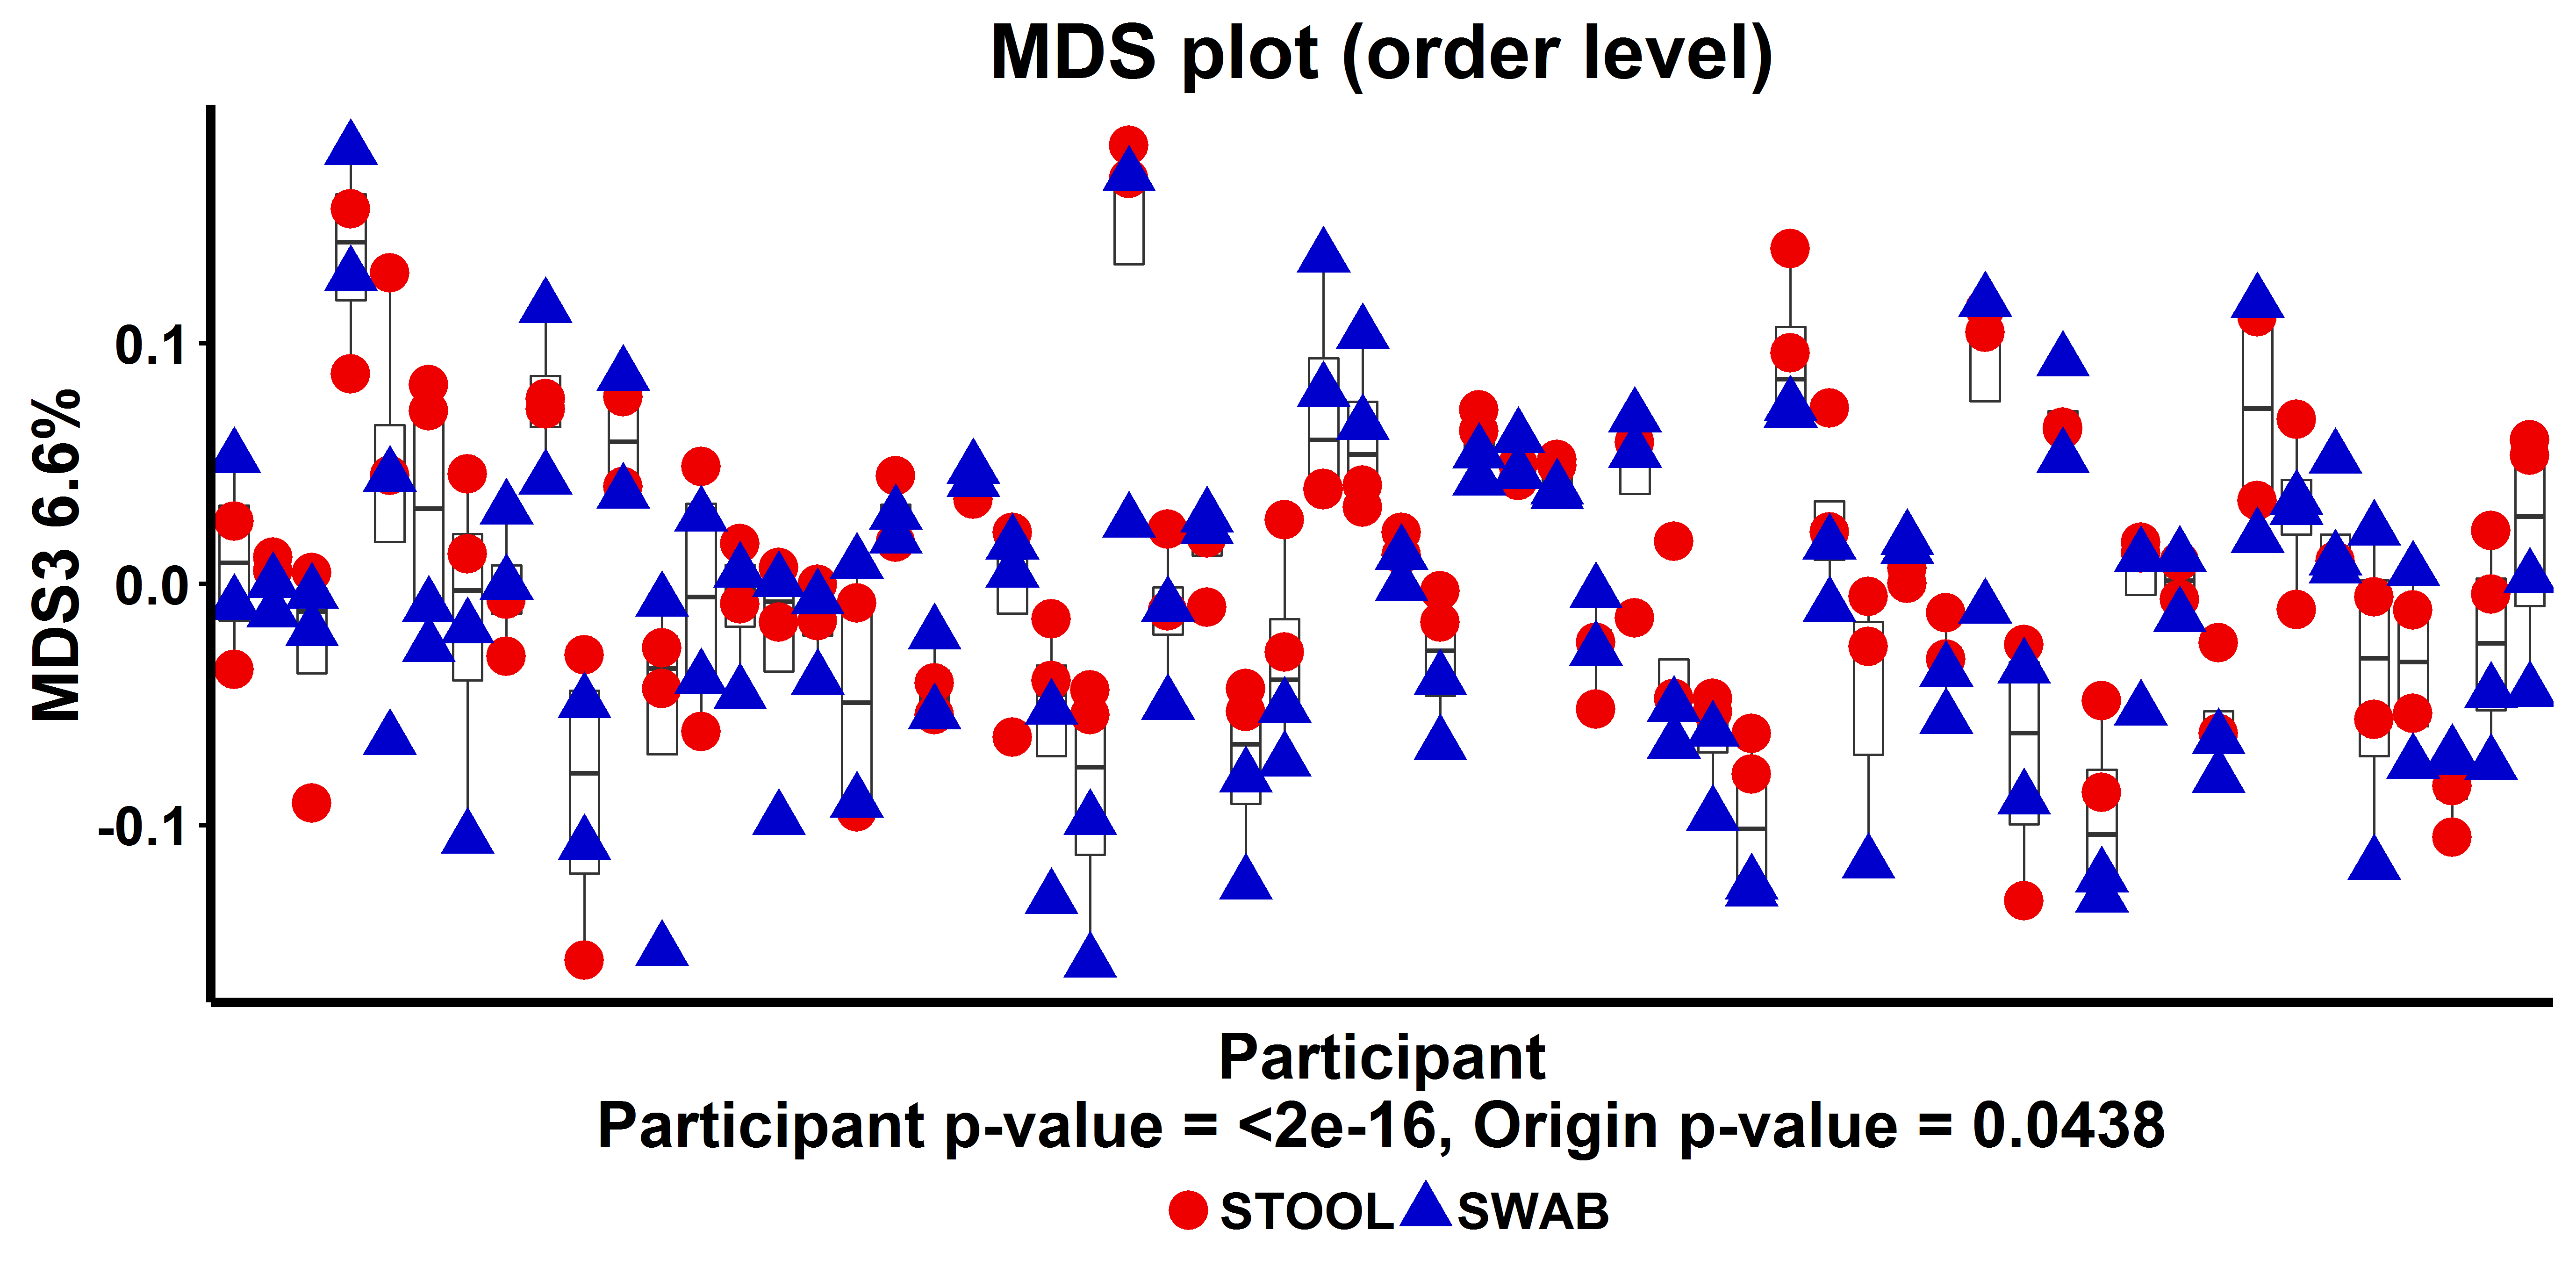 MDS plot (order level)
MDS3 6.6%
0.1
0.0
-0.1
Participant
Participant p-value = <2e-16, Origin p-value = 0.0438
STOOL SWAB